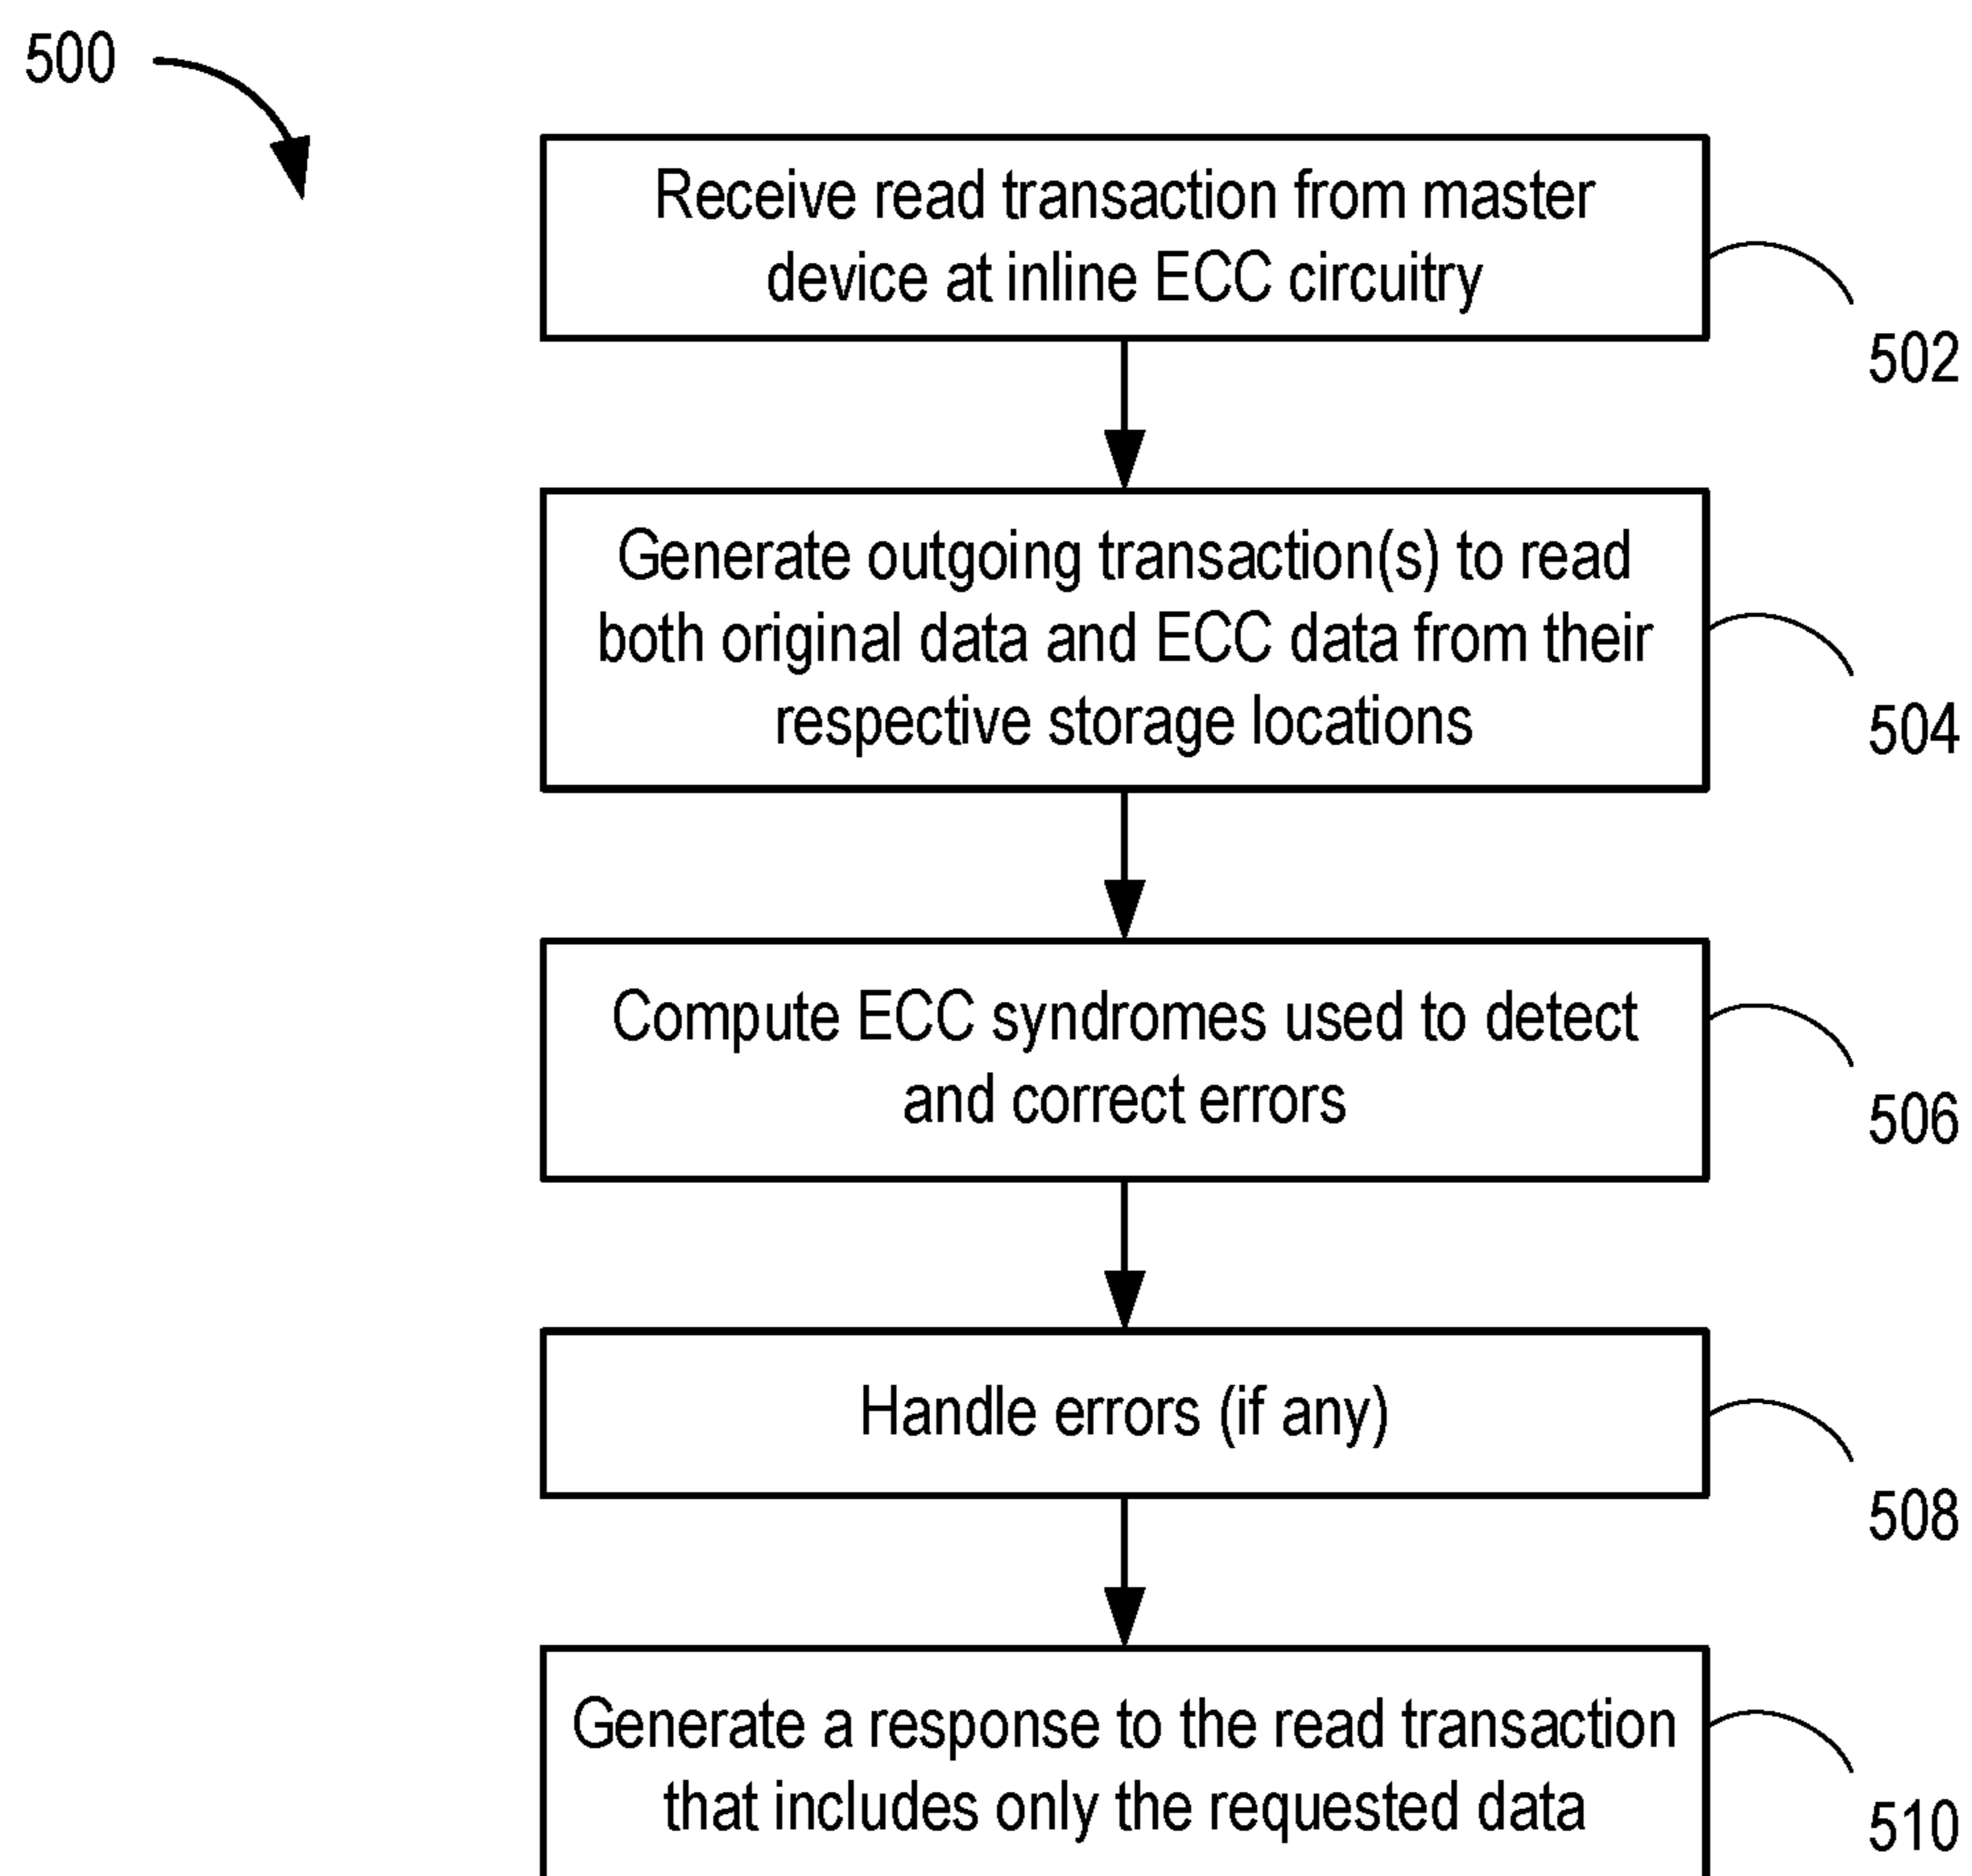 500
Receive read transaction from master
device at inline ECC circuitry
502
Generate outgoing transaction(s) to read
both original data and ECC data from their
respective storage locations
504
Compute ECC syndromes used to detect
and correct errors
506
Handle errors (if any)
508
Generate a response to the read transaction
that includes only the requested data
510